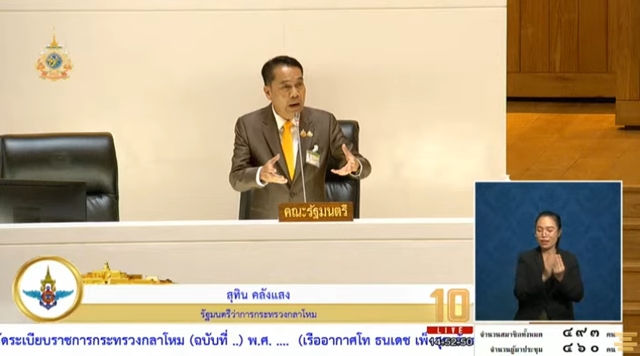 คณะรัฐมนตรี
สุทิน คลังแสง
รัฐมนตรีว่าการกระทรวงกลาโหม
10
LIVE
14:52:50
ระเบียบราชการกระทรวงกลาโหม (ฉบับที่ ..) พ.ศ. .... (เรืออากาศโท ธนเดช
จำนวนสมาชิกทั้งหมด ๔๙๓ คน
จำนวนผู้มาประชุม ๔๖๐ คน